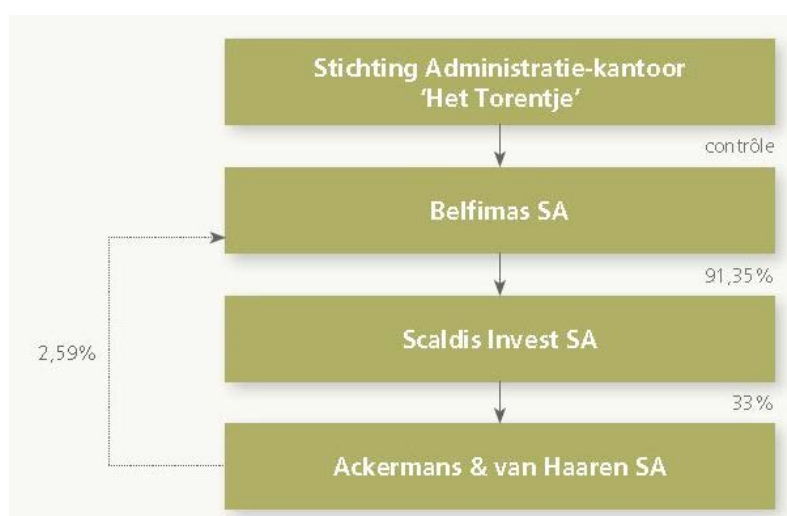 Stichting Administratie-kantoor
‘Het Torentje’
contrôle
Belfimas SA
91,35%
Scaldis Invest SA
2,59%
33%
Ackermans & van Haaren SA